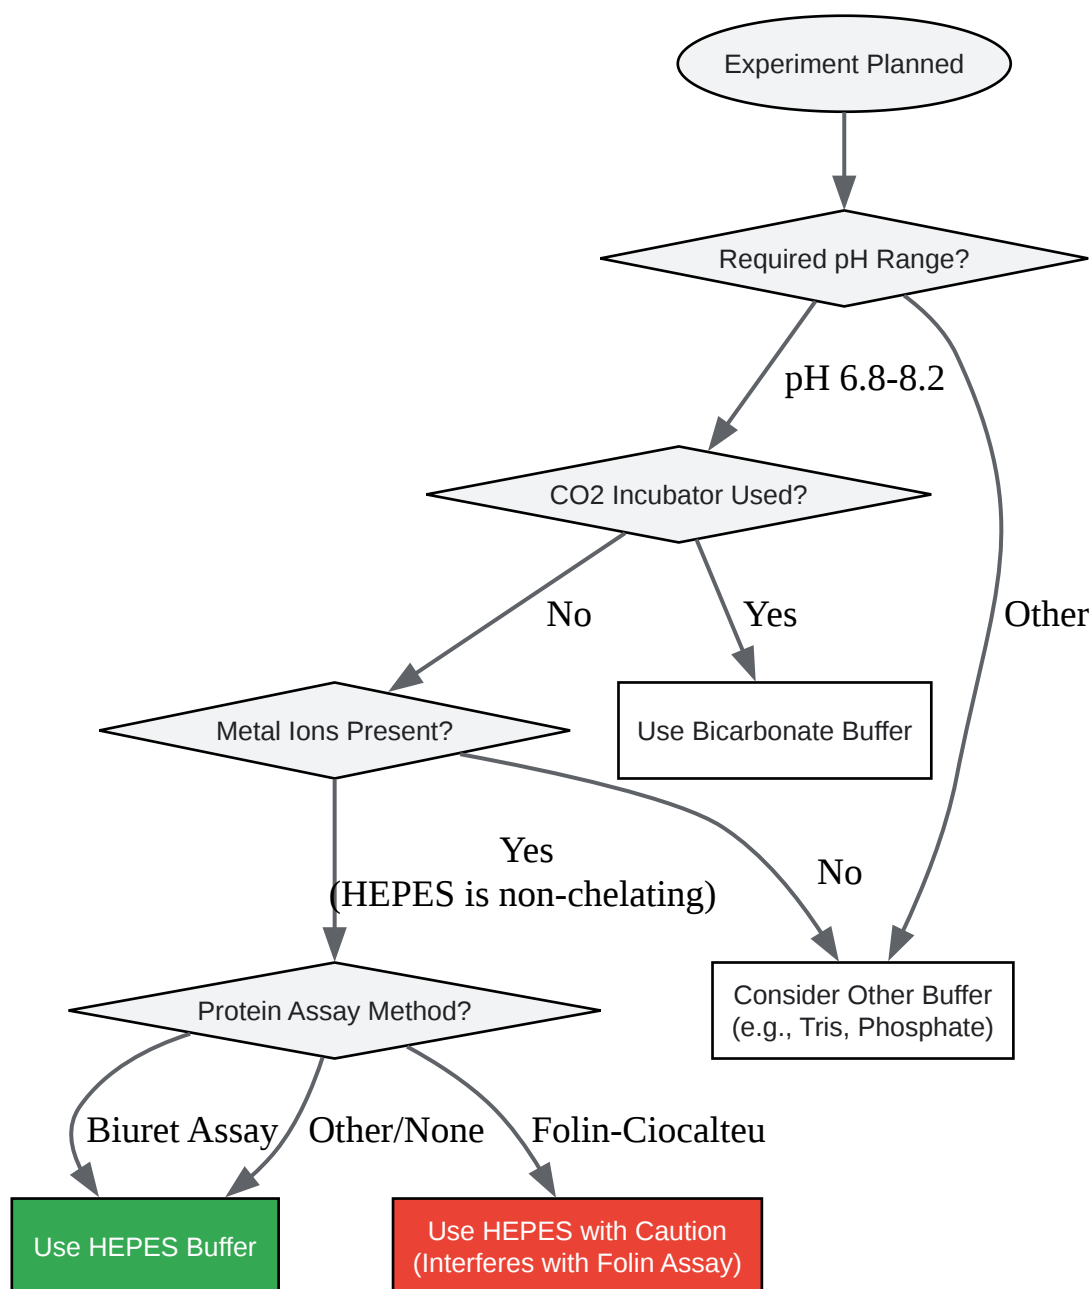 Experiment Planned
Required pH Range?
pH 6.8-8.2
CO2 Incubator Used?
No
Yes
Other
Metal Ions Present?
Use Bicarbonate Buffer
Yes
(HEPES is non-chelating)
No
Protein Assay Method?
Consider Other Buffer
(e.g., Tris, Phosphate)
Biuret Assay
Other/None
Folin-Ciocalteu
Use HEPES Buffer
Use HEPES with Caution
(Interferes with Folin Assay)